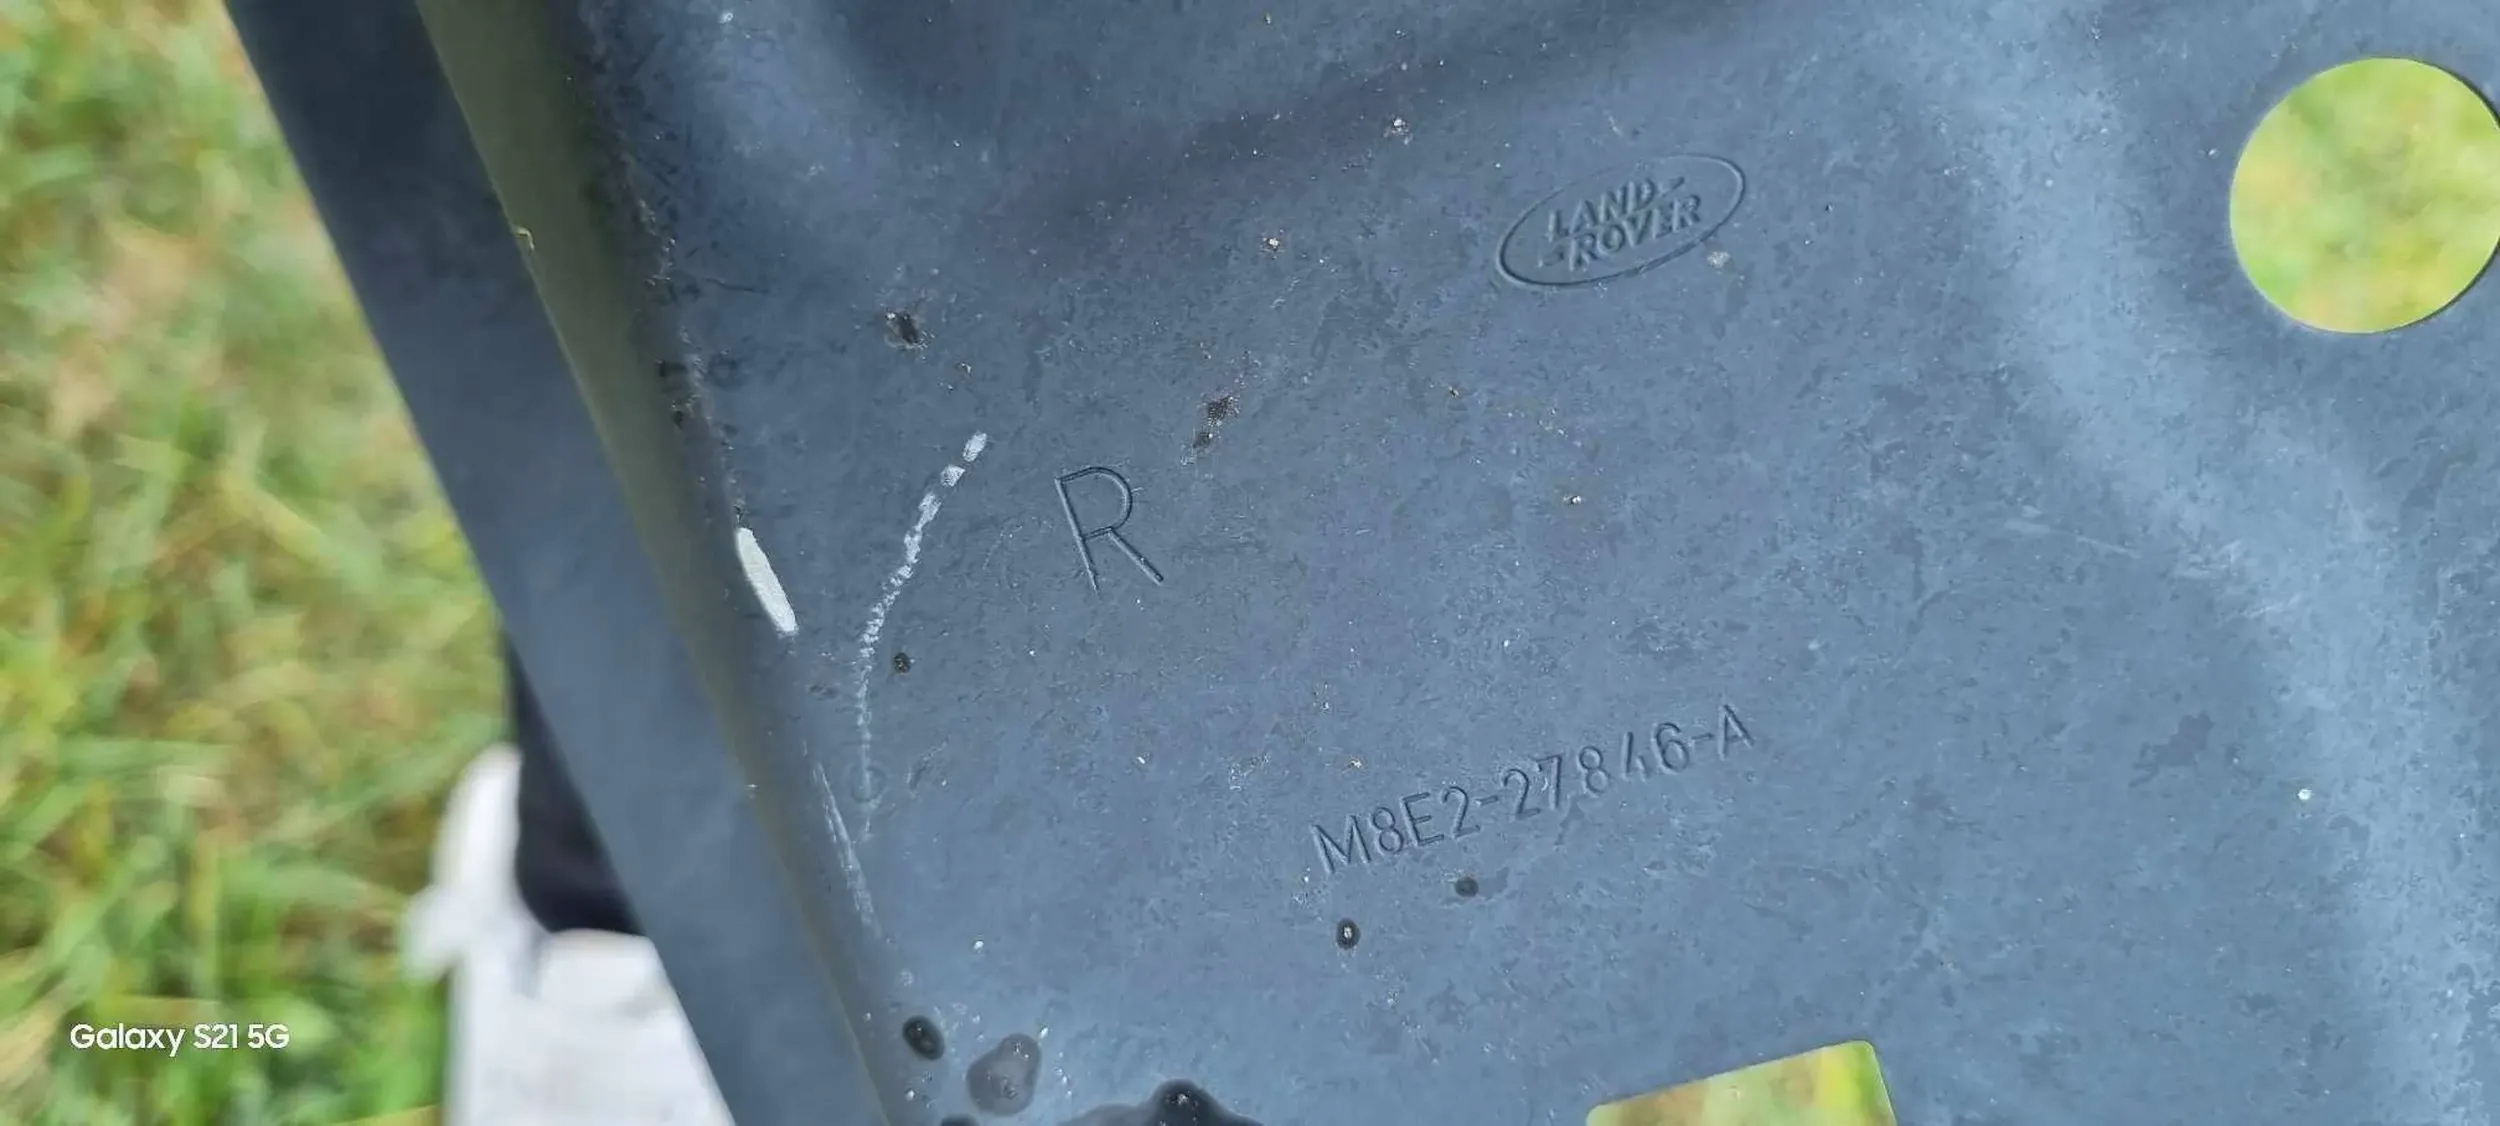 LAND-
-ROVER
R
M8E2-27846-A
Galaxy S21 5G